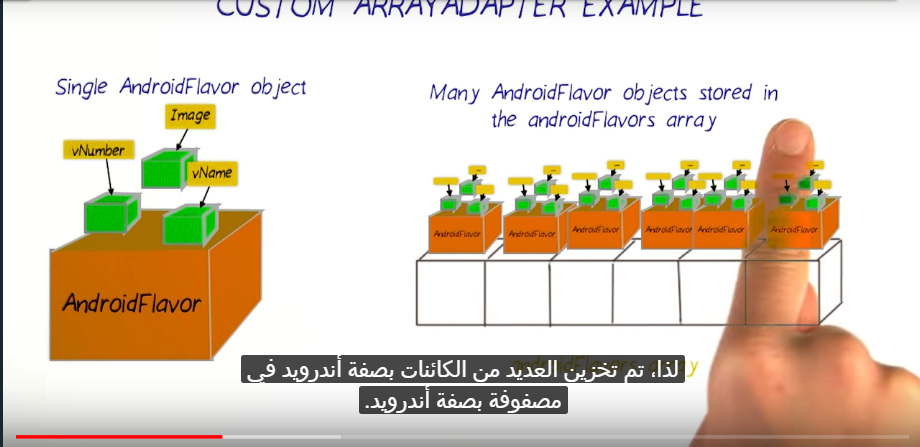 CUSTOM ARRAYADAPTER EXAMPLE
Single AndroidFlavor object
Image
vNumber
vName
AndroidFlavor
Many AndroidFlavor objects stored in
the androidFlavors array
AndroidFlavor
AndroidFlavor
AndroidFlavor
AndroidFlavor
AndroidFlavor
AndroidFlavor
لذا، تم تخزين العديد من الكائنات بصفة أندرويد في
مصفوفة بصفة أندرويد.